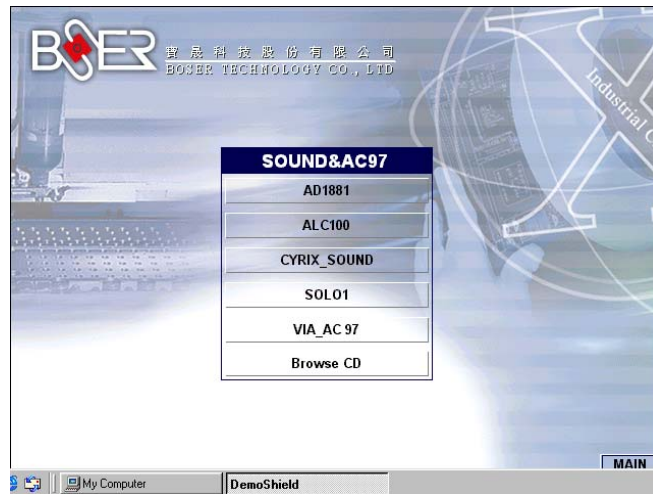 BOSER
寶晟科技股份有限公司
BOSER TECHNOLOGY CO., LTD
Industrial C
SOUND&AC97
AD1881
ALC100
CYRIX_SOUND
SOLO1
VIA_AC 97
Browse CD
MAIN
My Computer
DemoShield